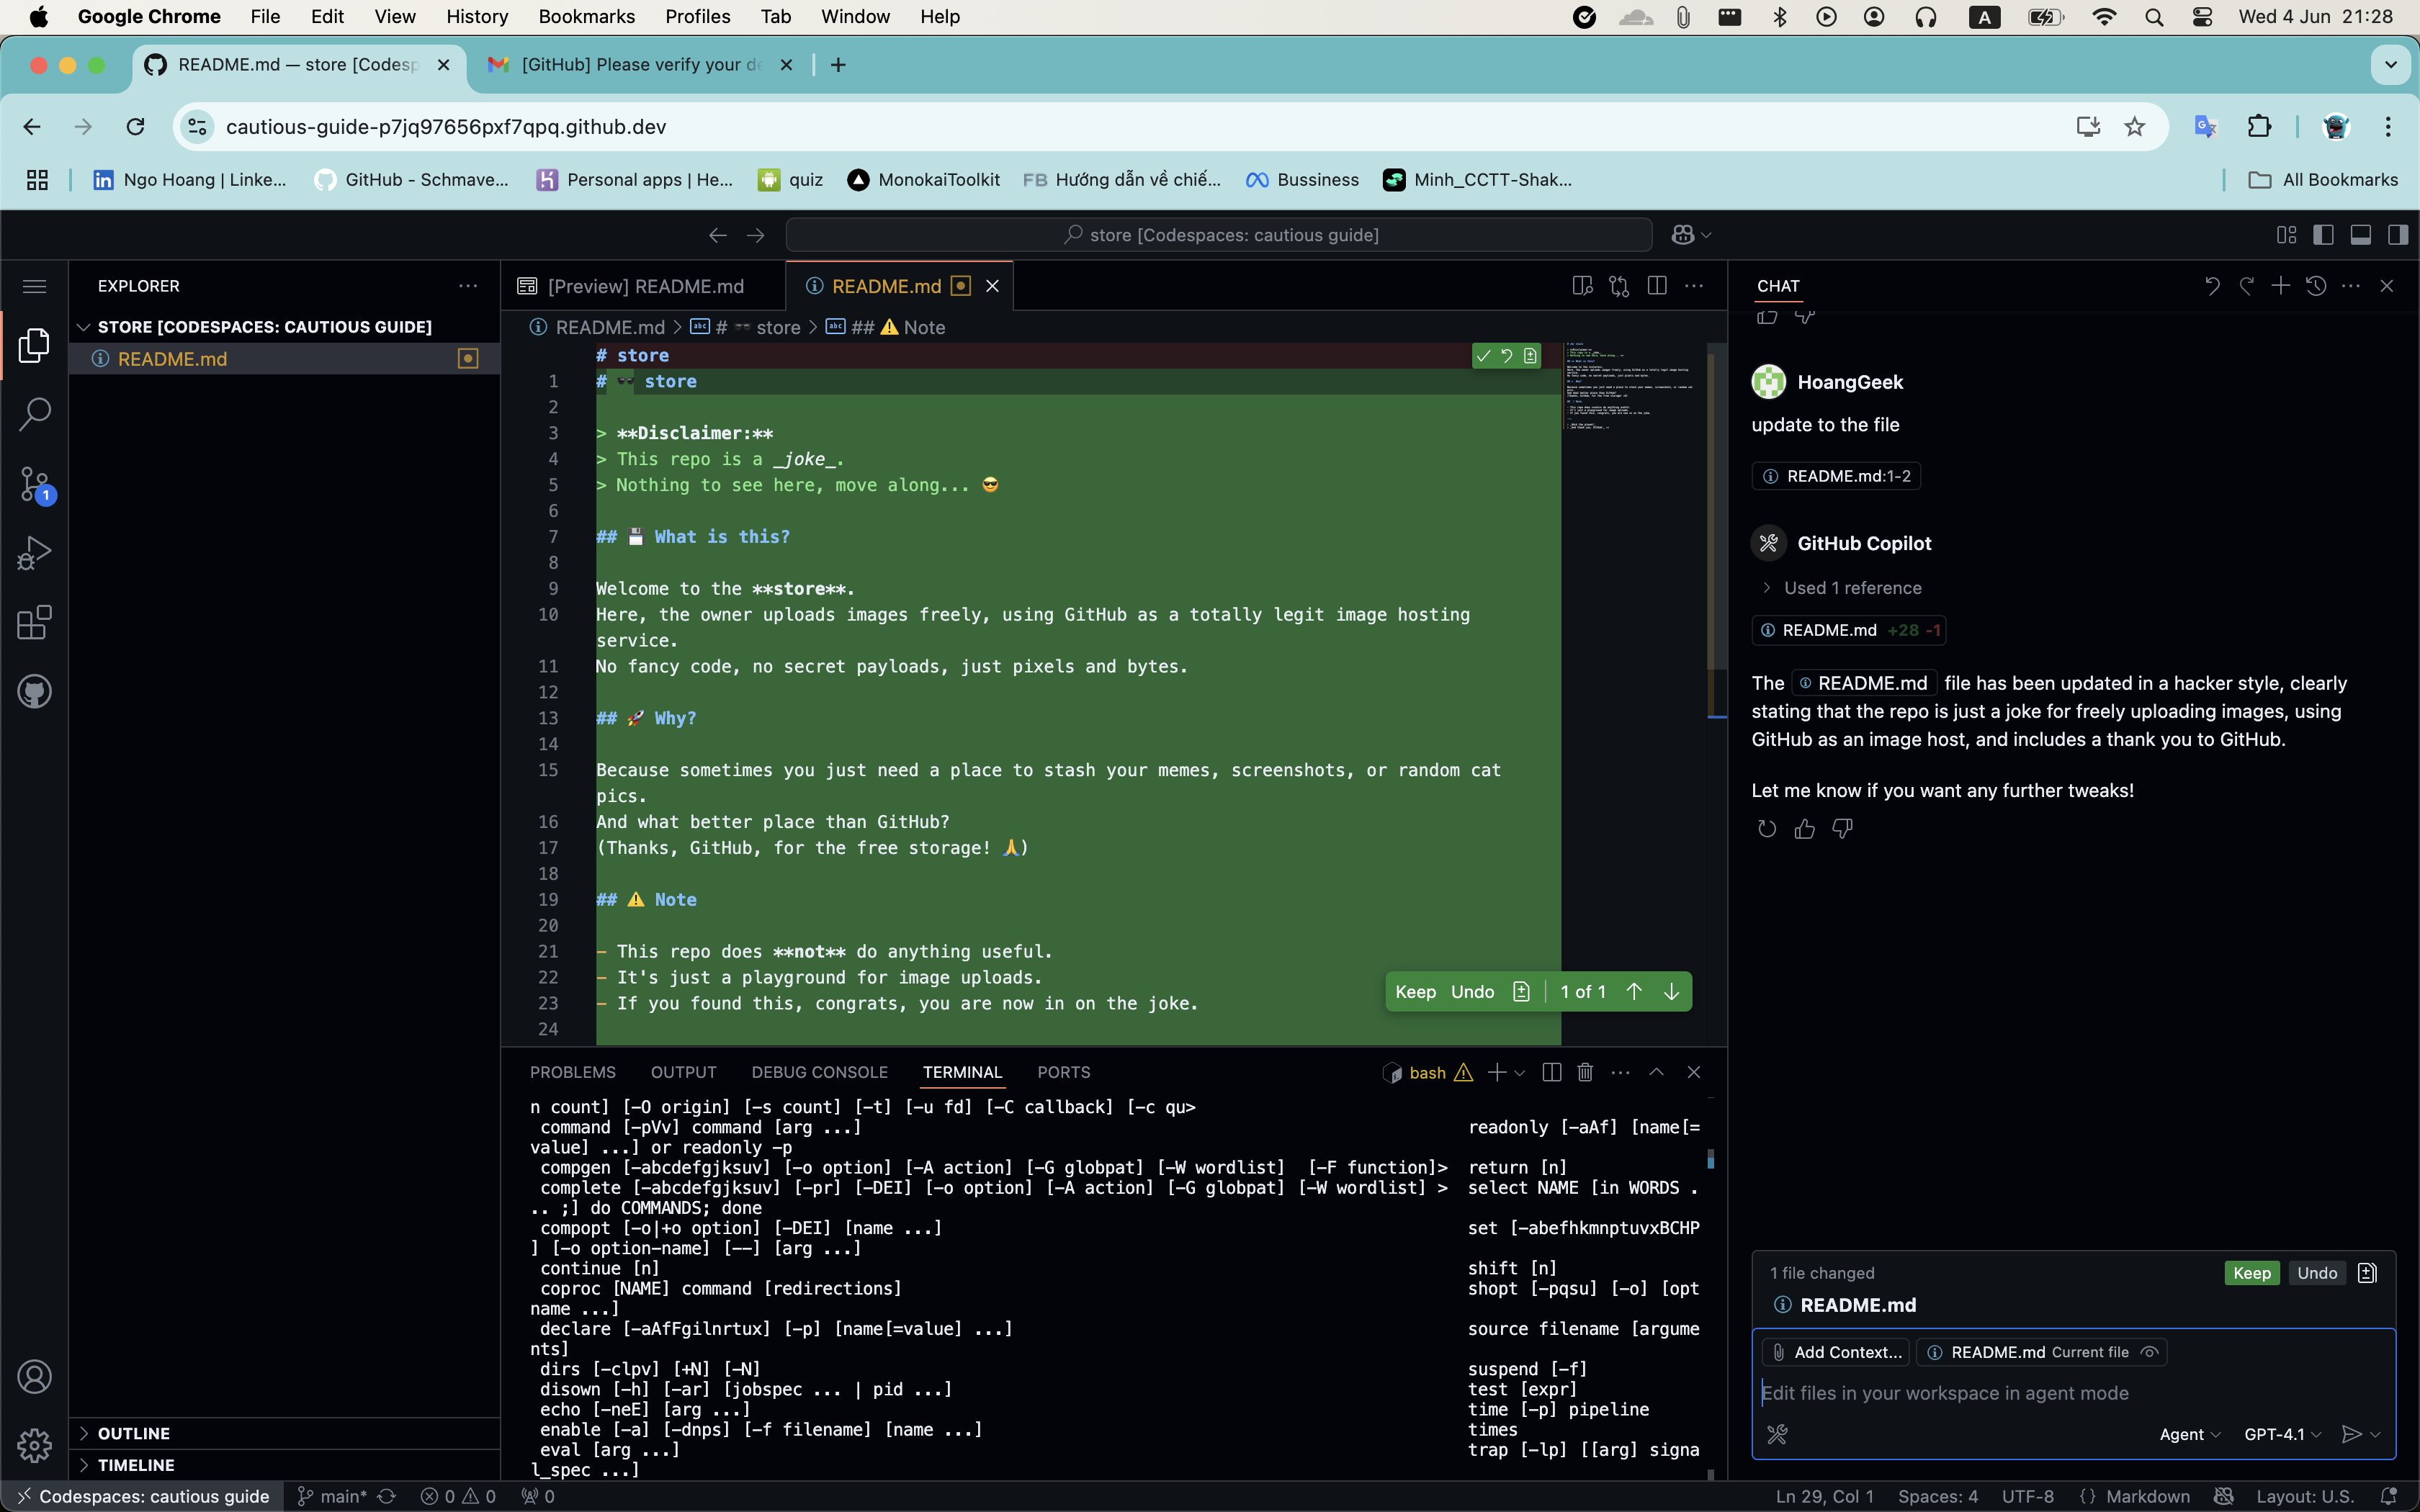 Google Chrome File Edit View History Bookmarks Profiles Tab Window Help A Wed 4 Jun 21:28
README.md — store [Codesp
[GitHub] Please verify your de
cautious-guide-p7jq97656pxf7qpq.github.dev
Ngo Hoang | Linke...
GitHub - Schmave...
Personal apps | He...
quiz
MonokaiToolkit
FB Hướng dẫn về chiế...
Bussiness
Minh_CCTT-Shak...
All Bookmarks
store [Codespaces: cautious guide]
EXPLORER
STORE [CODESPACES: CAUTIOUS GUIDE]
README.md
1
OUTLINE
TIMELINE
[Preview] README.md
README.md
README.md > # 🕶️ store > ## ⚠️ Note
# store
1 # 🕶️ store
2
3 > **Disclaimer:**
4 > This repo is a _joke_.
5 > Nothing to see here, move along... 😎
6
7 ## 💾 What is this?
8
9 Welcome to the **store**.
10 Here, the owner uploads images freely, using GitHub as a totally legit image hosting
service.
11 No fancy code, no secret payloads, just pixels and bytes.
12
13 ## 🚀 Why?
14
15 Because sometimes you just need a place to stash your memes, screenshots, or random cat
pics.
16 And what better place than GitHub?
17 (Thanks, GitHub, for the free storage! 🙏)
18
19 ## ⚠️ Note
20
21 - This repo does **not** do anything useful.
22 - It's just a playground for image uploads.
23 - If you found this, congrats, you are now in on the joke.
24
Keep Undo 1 of 1
PROBLEMS OUTPUT DEBUG CONSOLE TERMINAL PORTS
bash
n count] [-O origin] [-s count] [-t] [-u fd] [-C callback] [-c qu>
command [-pVv] command [arg ...] readonly [-aAf] [name[=
value] ...] or readonly -p
compgen [-abcdefgjksuv] [-o option] [-A action] [-G globpat] [-W wordlist]  [-F function]> return [n]
complete [-abcdefgjksuv] [-pr] [-DEI] [-o option] [-A action] [-G globpat] [-W wordlist] > select NAME [in WORDS .
.. ;] do COMMANDS; done
compopt [-o|+o option] [-DEI] [name ...] set [-abefhkmnptuvxBCHP
] [-o option-name] [--] [arg ...]
continue [n] shift [n]
coproc [NAME] command [redirections] shopt [-pqsu] [-o] [opt
name ...]
declare [-aAfFgilnrtux] [-p] [name[=value] ...] source filename [argume
nts]
dirs [-clpv] [+N] [-N] suspend [-f]
disown [-h] [-ar] [jobspec ... | pid ...] test [expr]
echo [-neE] [arg ...] time [-p] pipeline
enable [-a] [-dnps] [-f filename] [name ...] times
eval [arg ...] trap [-lp] [[arg] signa
l_spec ...]
CHAT
HoangGeek
update to the file
README.md:1-2
GitHub Copilot
Used 1 reference
README.md +28 -1
The README.md file has been updated in a hacker style, clearly
stating that the repo is just a joke for freely uploading images, using
GitHub as an image host, and includes a thank you to GitHub.
Let me know if you want any further tweaks!
1 file changed
Keep Undo
README.md
Add Context...
README.md Current file
Edit files in your workspace in agent mode
Agent
GPT-4.1
Codespaces: cautious guide main* 0 0 0 Ln 29, Col 1 Spaces: 4 UTF-8 {} Markdown Layout: U.S.